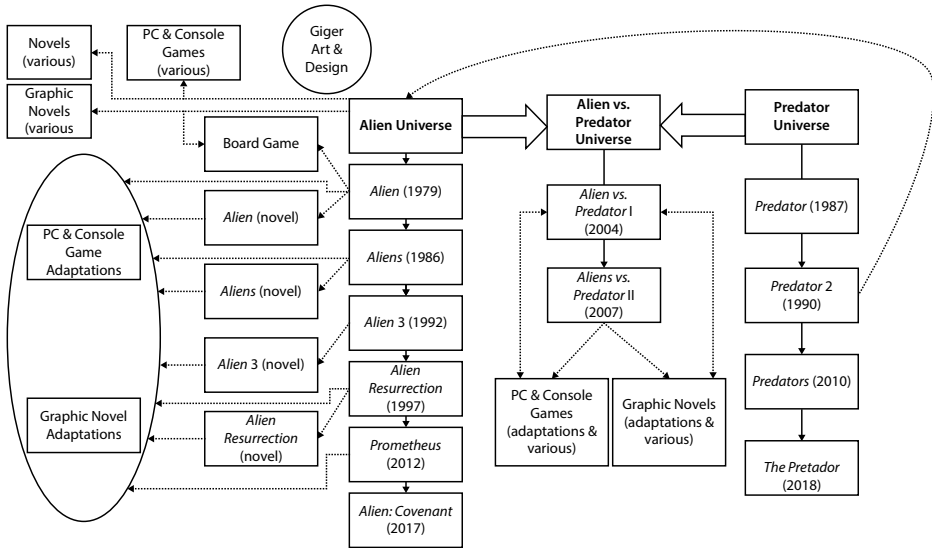 Novels
(various)
PC & Console
Games
(various)
Giger
Art &
Design
Graphic
Novels
(various
Alien Universe
Alien vs.
Predator
Universe
Predator
Universe
Board Game
Alien (1979)
Alien (novel)
PC & Console
Game
Adaptations
Aliens (1986)
Aliens (novel)
Alien 3 (1992)
Alien 3 (novel)
Alien
Resurrection
(1997)
Graphic Novel
Adaptations
Alien
Resurrection
(novel)
Prometheus
(2012)
Alien: Covenant
(2017)
Alien vs.
Predator I
(2004)
Aliens vs.
Predator II
(2007)
PC & Console
Games
(adaptations &
various)
Graphic Novels
(adaptations &
various)
Predator (1987)
Predator 2
(1990)
Predators (2010)
The Pretador
(2018)